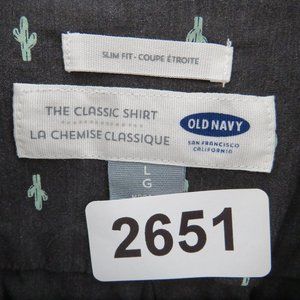 SLIM FIT - COUPE ÉTROITE
THE CLASSIC SHIRT
LA CHEMISE CLASSIQUE
OLD NAVY
SAN FRANCISCO
CALIFORNIA
L
G
2651